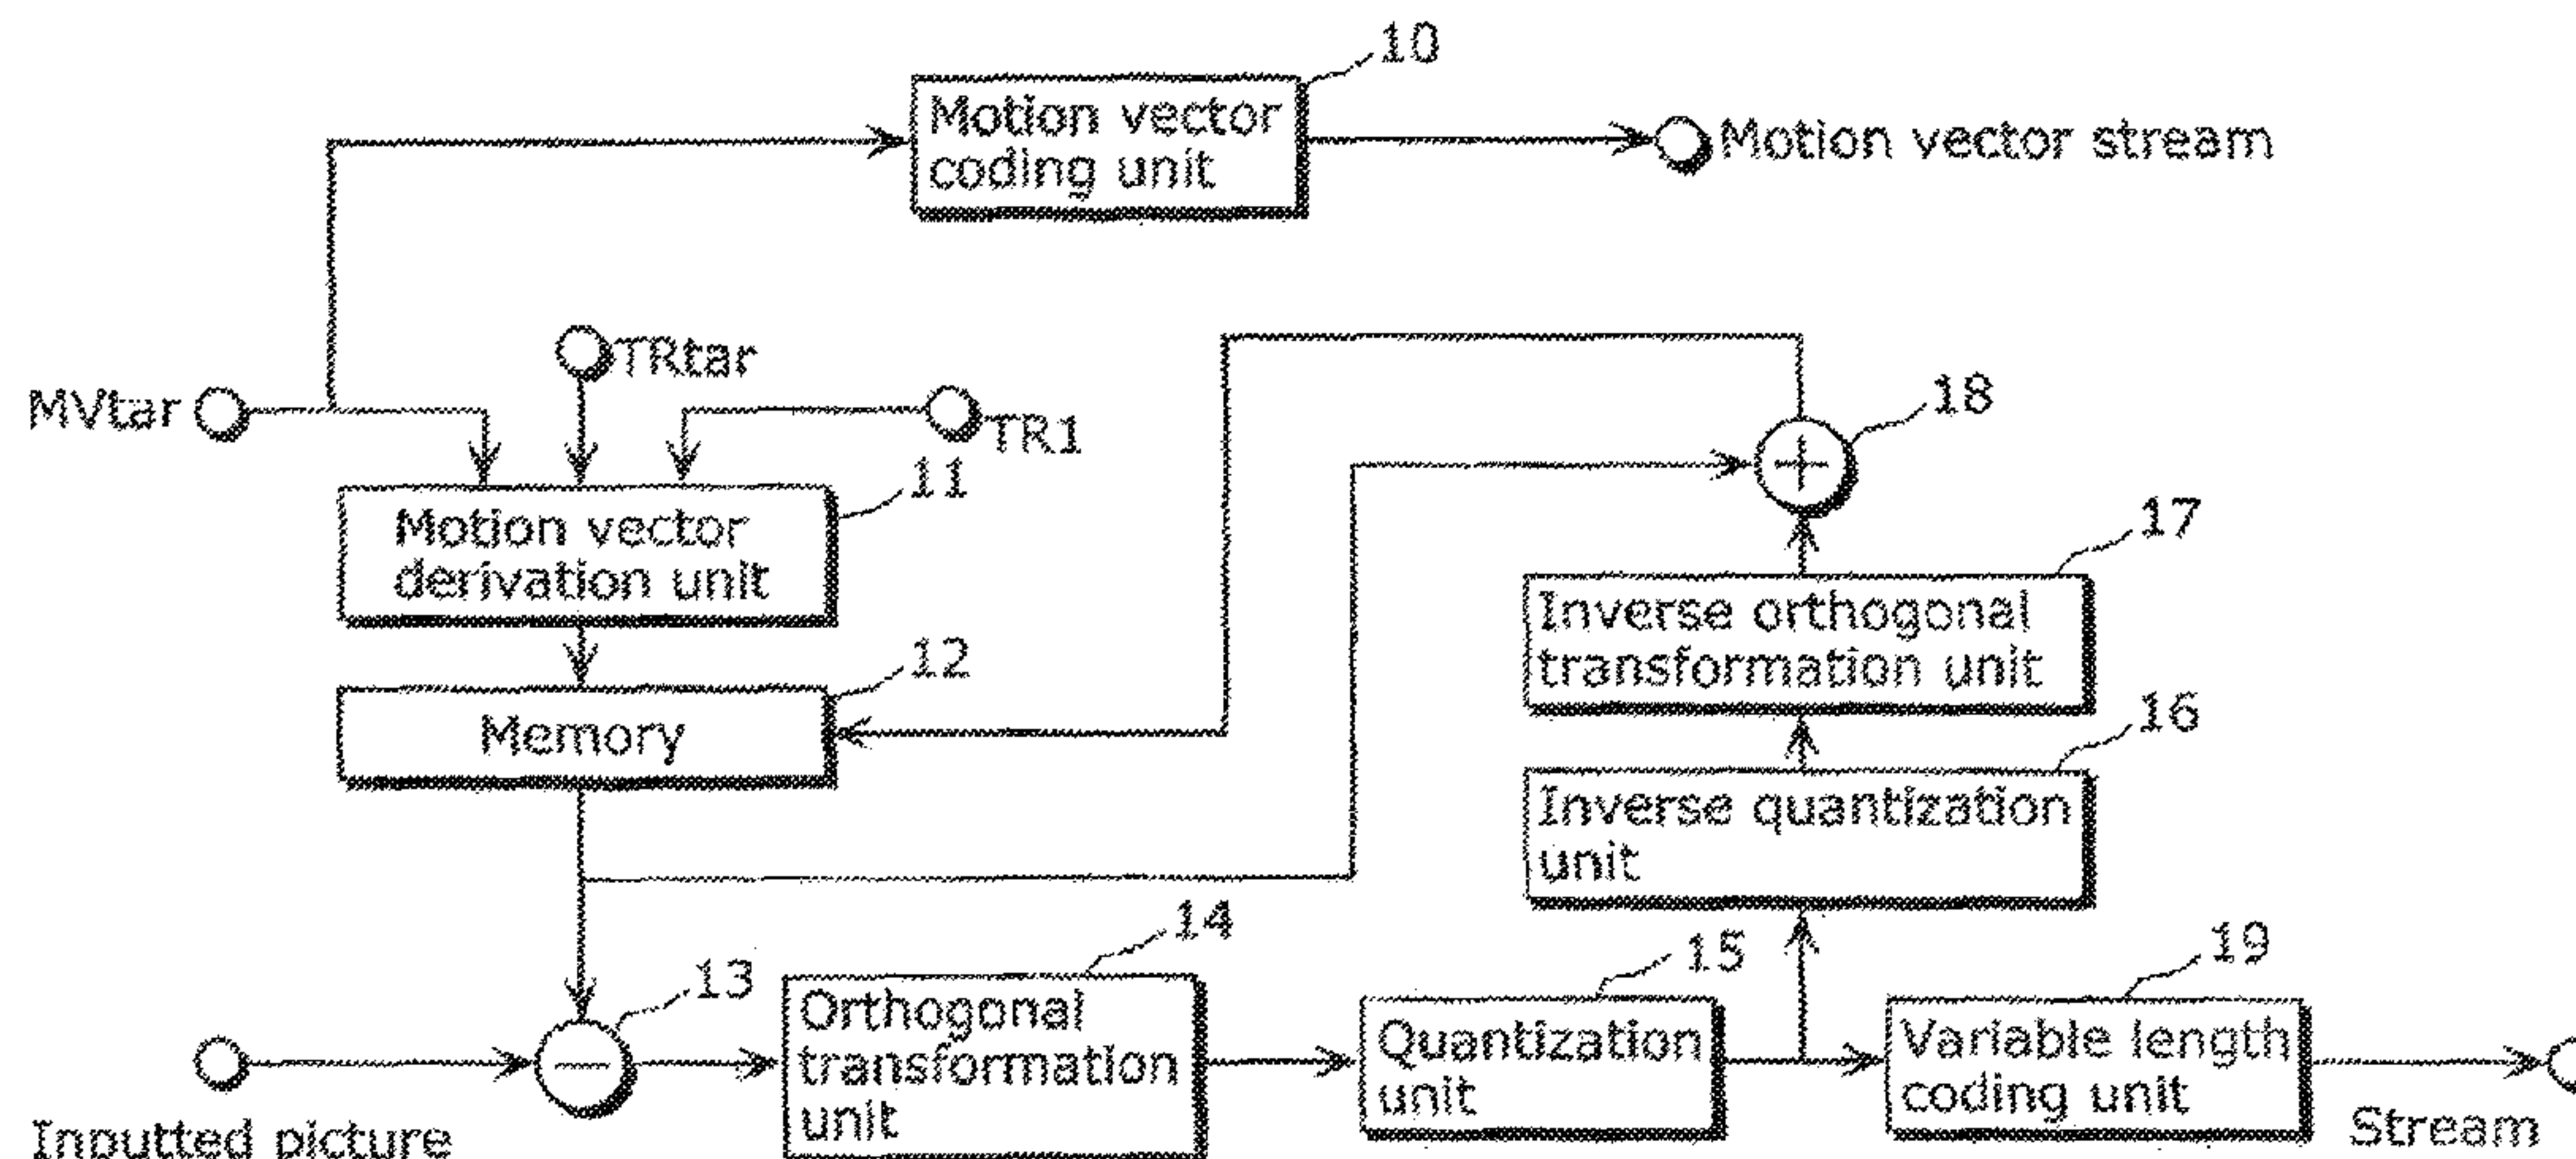 10
Motion vector
coding unit
Motion vector stream
TRtar
MVtar
TR1
18
11
Motion vector
derivation unit
17
Inverse orthogonal
transformation unit
12
Memory
16
Inverse quantization
unit
14
15
19
13
Orthogonal
transformation
unit
Quantization
unit
Variable length
coding unit
Inputted picture
Stream